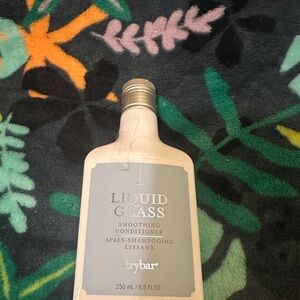 LIQUID
GLASS
SMOOTHING
CONDITIONER
APRÈS-SHAMPOOING
LISSANT
drybar
250 mL / 8.5 FL OZ